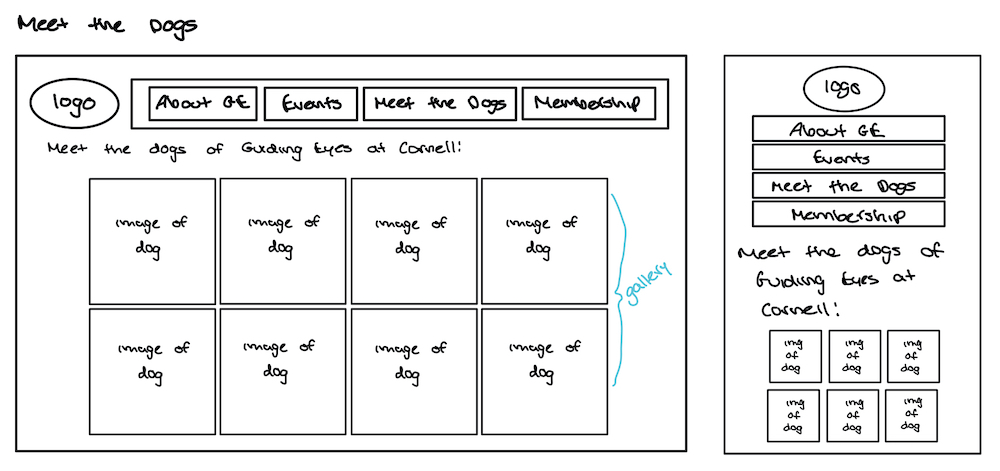 Meet the Dogs
logo
About GE
Events
Meet the Dogs
Membership
Meet the dogs of Guiding Eyes at Cornell:
image of
dog
image of
dog
image of
dog
image of
dog
image of
dog
image of
dog
image of
dog
image of
dog
gallery
logo
About GE
Events
Meet the Dogs
Membership
Meet the dogs of
Guiding Eyes at
Cornell:
img
of
dog
img
of
dog
img
of
dog
img
of
dog
img
of
dog
img
of
dog